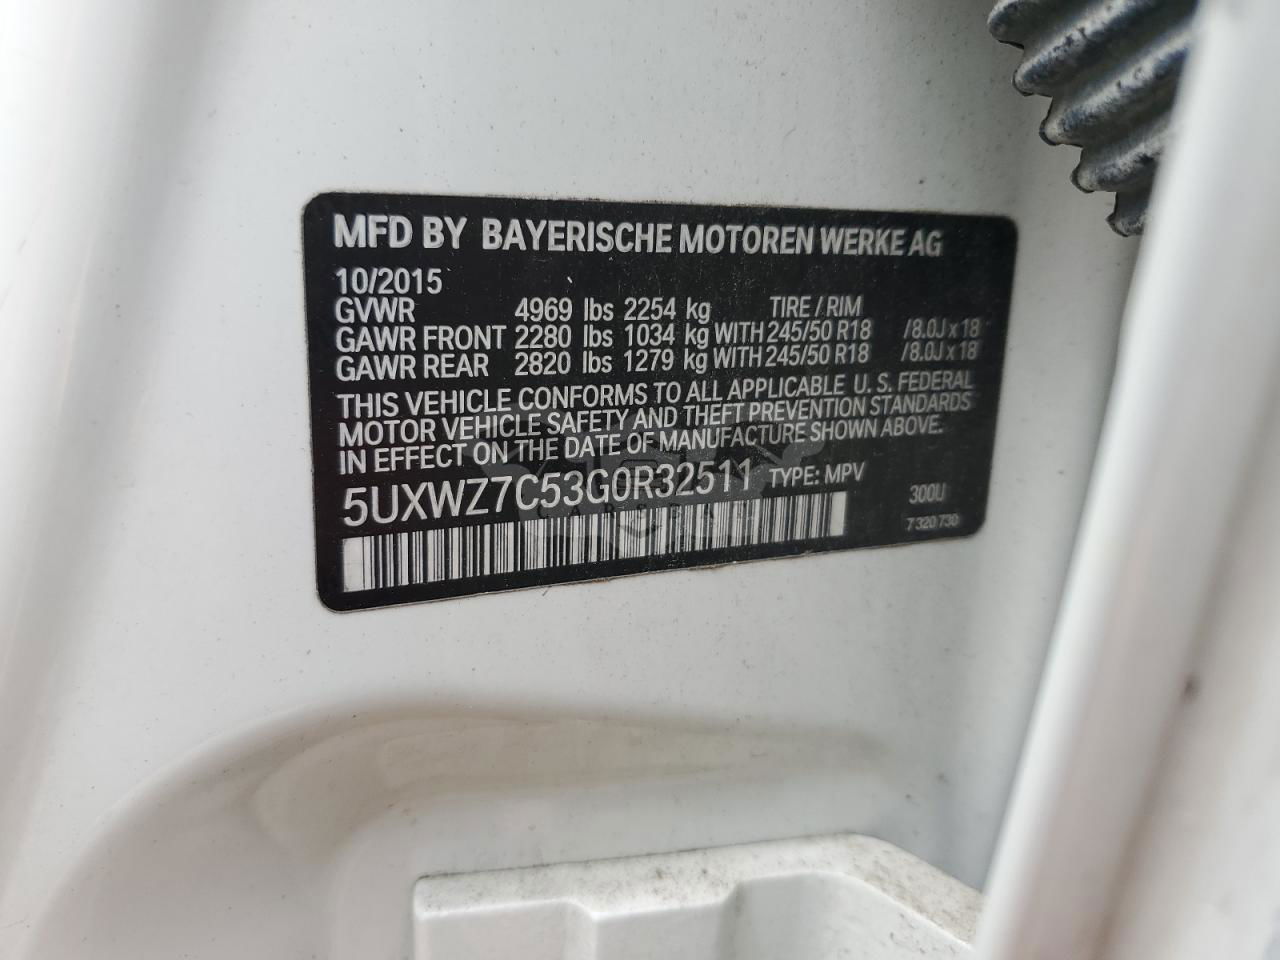 MFD BY BAYERISCHE MOTOREN WERKE AG
10/2015
GVWR 4969 lbs 2254 kg TIRE / RIM
GAWR FRONT 2280 lbs 1034 kg WITH 245/50 R18 /8.0J x 18
GAWR REAR 2820 lbs 1279 kg WITH 245/50 R18 /8.0J x 18
THIS VEHICLE CONFORMS TO ALL APPLICABLE U. S. FEDERAL
MOTOR VEHICLE SAFETY AND THEFT PREVENTION STANDARDS
IN EFFECT ON THE DATE OF MANUFACTURE SHOWN ABOVE.
5UXWZ7C53G0R32511 TYPE: MPV
300U
7 320 730